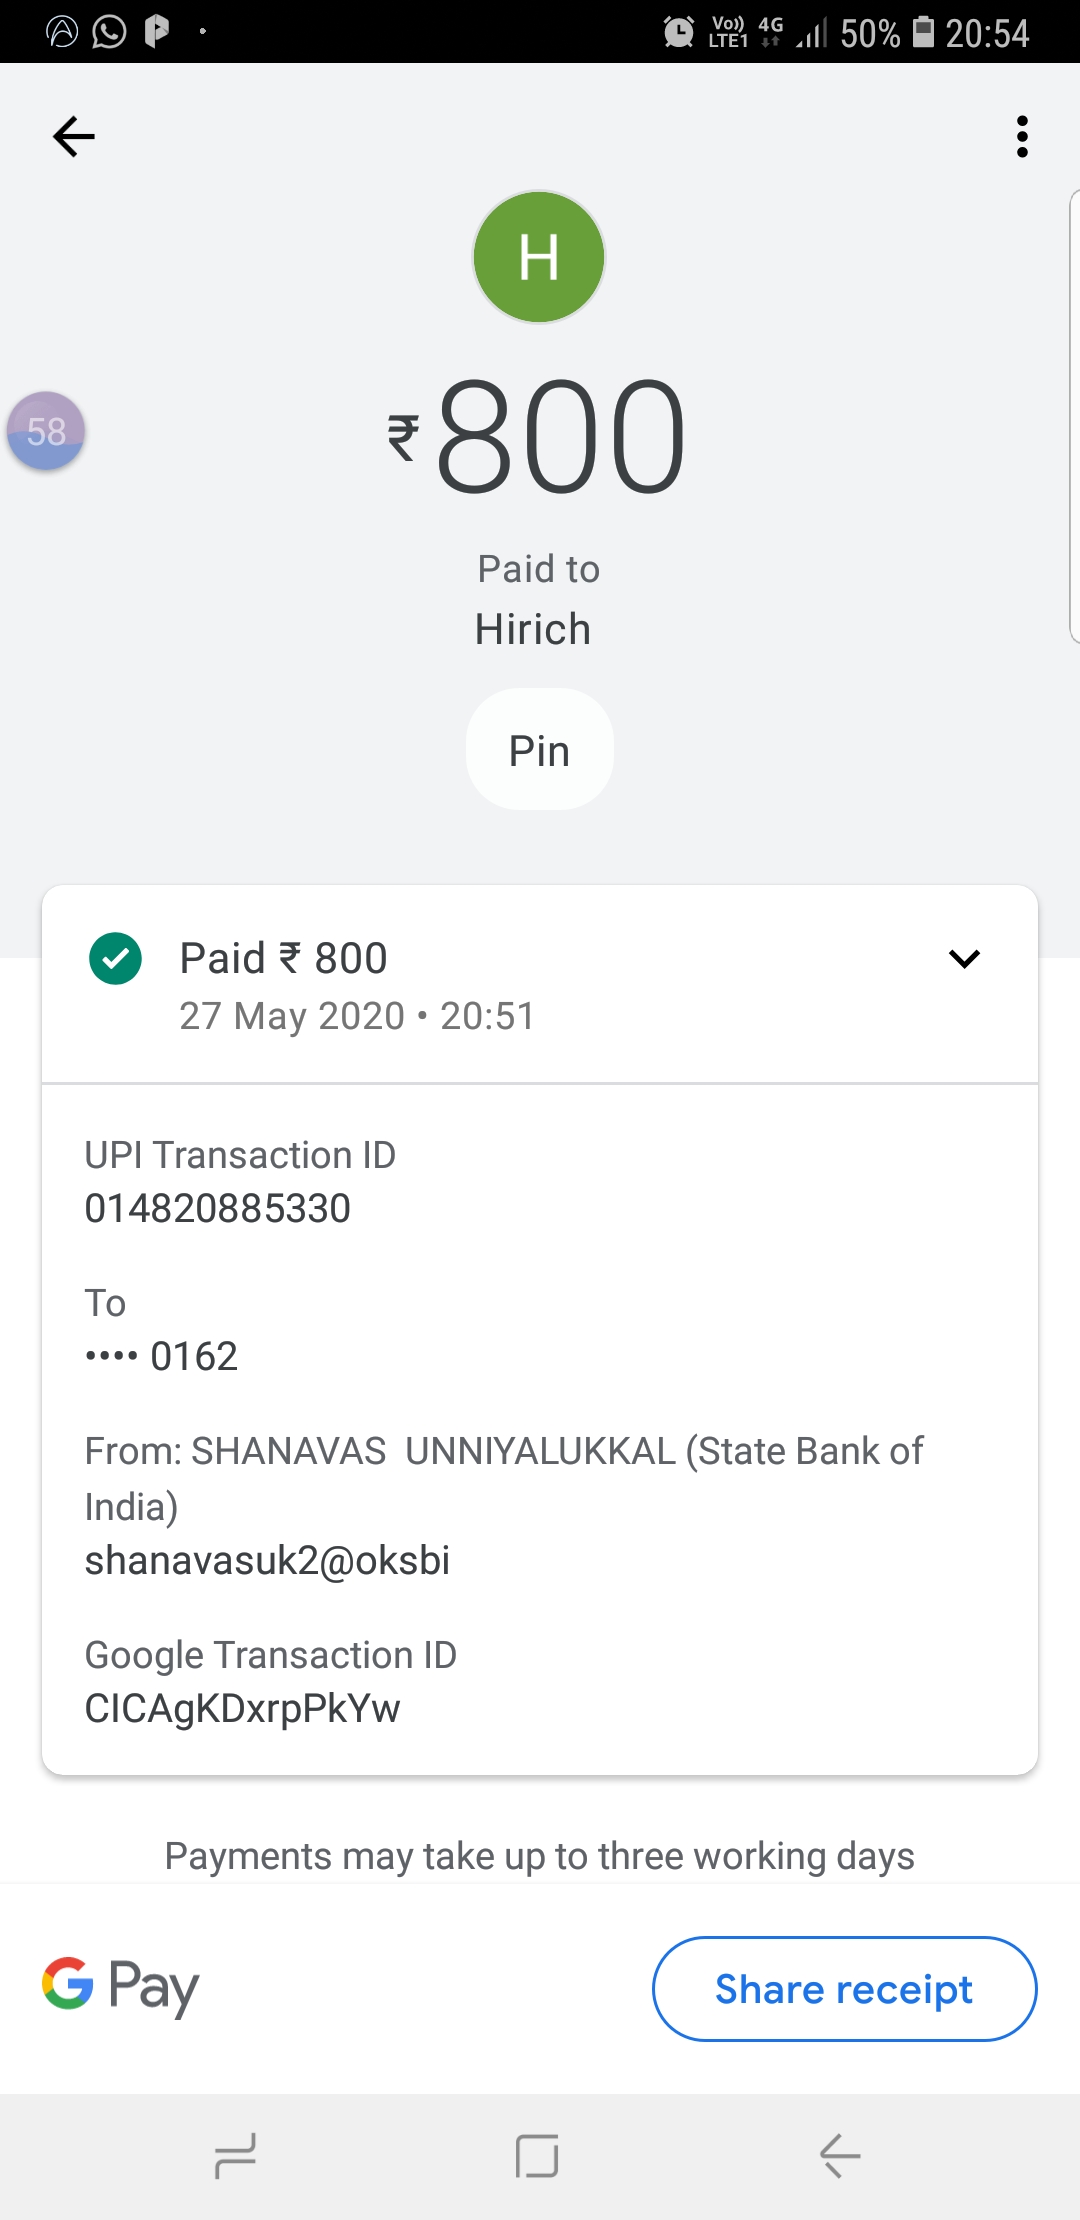 Vo)) 4G 50% 20:54
LTE1
H
58
₹800
Paid to
Hirich
Pin
Paid ₹ 800
27 May 2020 • 20:51
UPI Transaction ID
014820885330
To
•••• 0162
From: SHANAVAS  UNNIYALUKKAL (State Bank of
India)
shanavasuk2@oksbi
Google Transaction ID
CICAgKDxrpPkYw
Payments may take up to three working days
G Pay
Share receipt